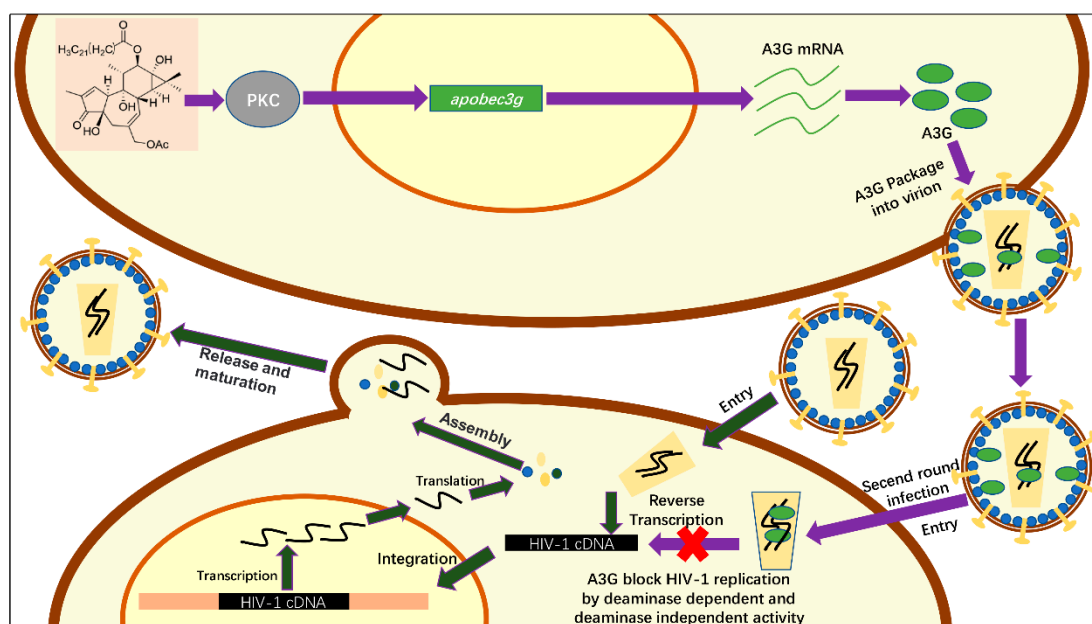 O
H₃C₂₁(H₂C)
O
OH
H
OH
H
H
O
HO
OAc
PKC
apobec3g
A3G mRNA
A3G
A3G Package
into virion
Release and
maturation
Entry
Assembly
Translation
Reverse
Transcription
Secend round
infection
Entry
HIV-1 cDNA
Integration
Transcription
HIV-1 cDNA
A3G block HIV-1 replication
by deaminase dependent and
deaminase independent activity